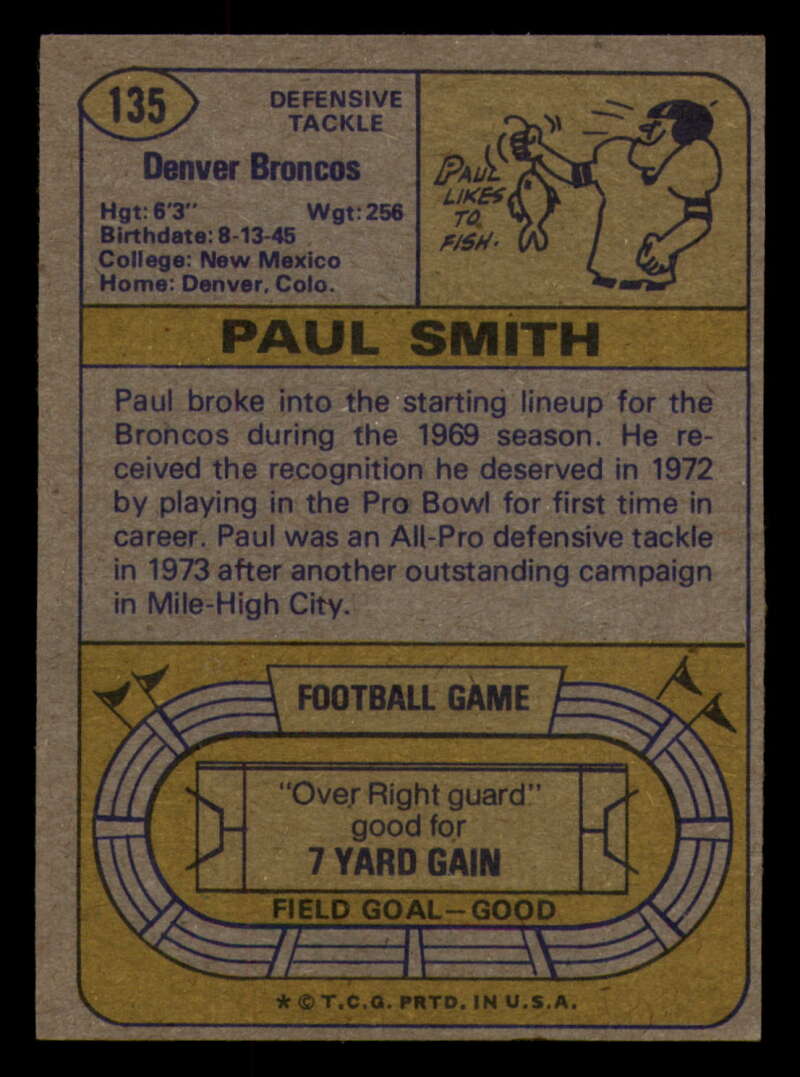 135
DEFENSIVE
TACKLE
Denver Broncos
Hgt: 6'3" Wgt: 256
Birthdate: 8-13-45
College: New Mexico
Home: Denver, Colo.
PAUL
LIKES
TO
FISH.
PAUL SMITH
Paul broke into the starting lineup for the
Broncos during the 1969 season. He re-
ceived the recognition he deserved in 1972
by playing in the Pro Bowl for first time in
career. Paul was an All-Pro defensive tackle
in 1973 after another outstanding campaign
in Mile-High City.
FOOTBALL GAME
"Over Right guard"
good for
7 YARD GAIN
FIELD GOAL—GOOD
* © T.C.G. PRTD. IN U.S.A.